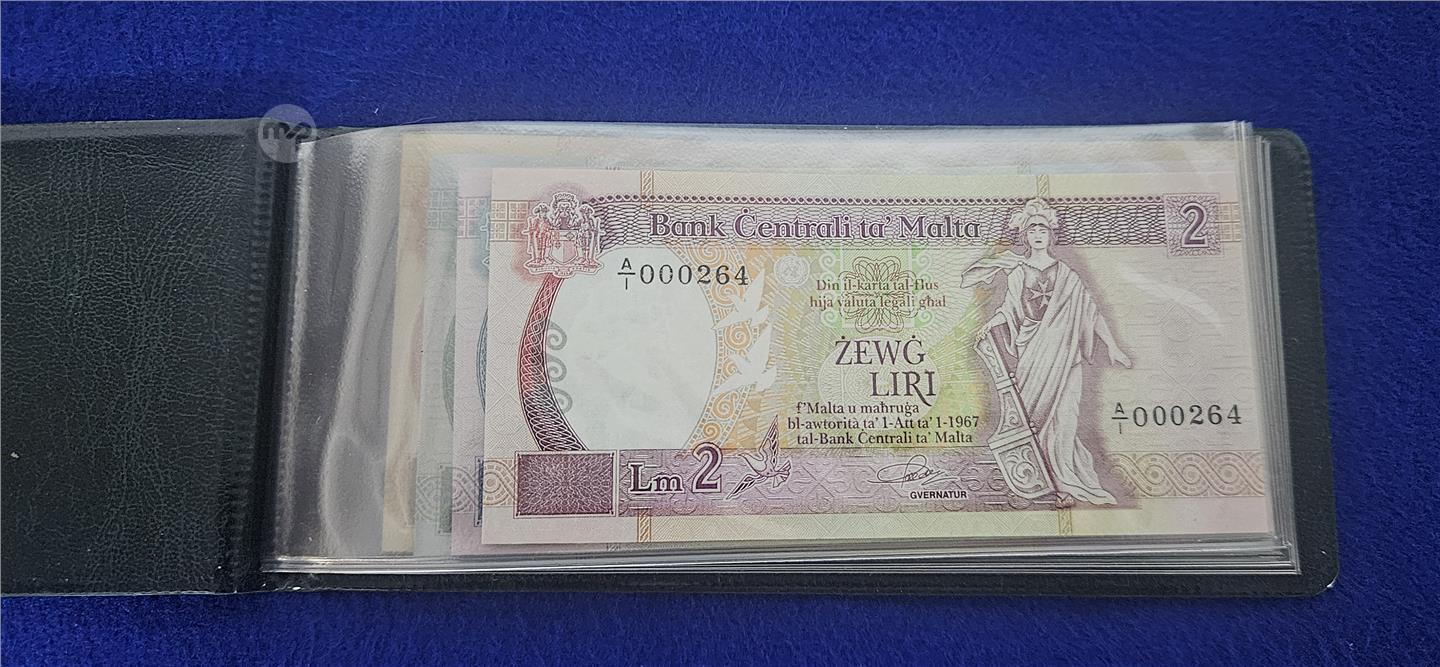 Bank Ċentrali ta' Malta
2
A/1 000264
Din il-karta tal-flus
hija valuta legali għal
ŻEWĠ
LIRI
f'Malta u maħruġa
bl-awtorità ta' l-Att ta' l-1967
tal-Bank Ċentrali ta' Malta
A/1 000264
Lm 2
GVERNATUR